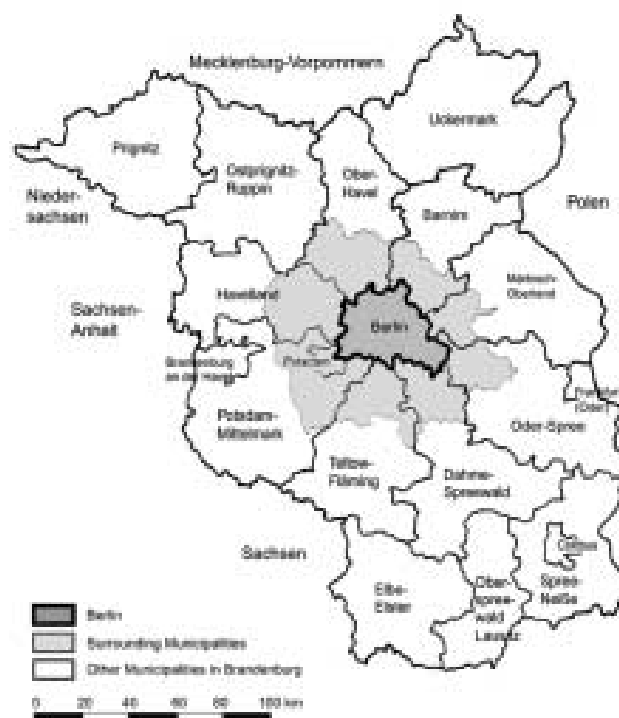 Mecklenburg-Vorpommern
Uckermark
Prignitz
Ostprignitz-
Ruppin
Ober-
Havel
Nieder-
sachsen
Barnim
Polen
Havelland
Märkisch-
Oderland
Sachsen-
Anhalt
Berlin
Brandenburg
an der Havel
Potsdam
Frankfurt
(Oder)
Potsdam-
Mittelmark
Oder-Spree
Teltow-
Fläming
Dahme-
Spreewald
Sachsen
Cottbus
Elbe-
Elster
Ober-
spree-
wald
Lausitz
Spree-
Neiße
Berlin
Surrounding Municipalities
Other Municipalities in Brandenburg
0 20 40 60 80 100 km